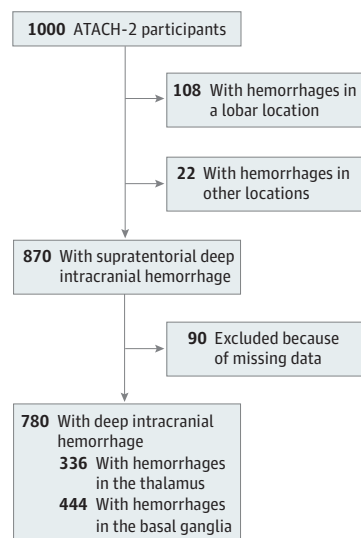 1000 ATACH-2 participants
108 With hemorrhages in
a lobar location
22 With hemorrhages in
other locations
870 With supratentorial deep
intracranial hemorrhage
90 Excluded because
of missing data
780 With deep intracranial
hemorrhage
336 With hemorrhages
in the thalamus
444 With hemorrhages
in the basal ganglia